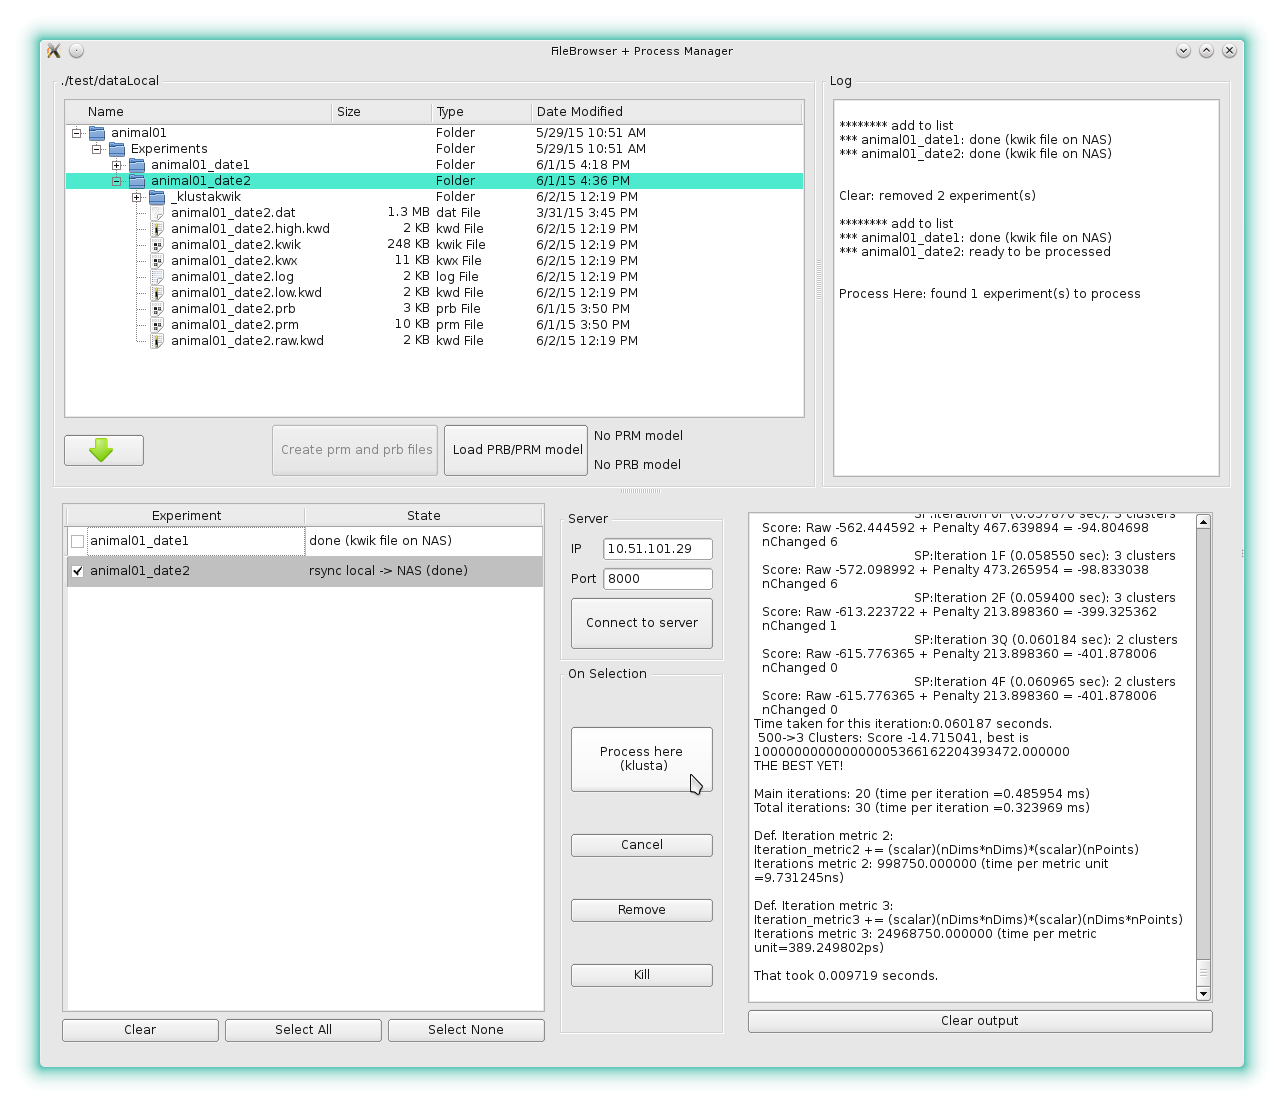 FileBrowser + Process Manager
./test/dataLocal
Name Size Type Date Modified
animal01 Folder 5/29/15 10:51 AM
Experiments Folder 5/29/15 10:51 AM
animal01_date1 Folder 6/1/15 4:18 PM
animal01_date2 Folder 6/1/15 4:36 PM
_klustakwik Folder 6/2/15 12:19 PM
animal01_date2.dat 1.3 MB dat File 3/31/15 3:45 PM
animal01_date2.high.kwd 2 KB kwd File 6/2/15 12:19 PM
animal01_date2.kwik 248 KB kwik File 6/2/15 12:19 PM
animal01_date2.kwx 11 KB kwx File 6/2/15 12:19 PM
animal01_date2.log 2 KB log File 6/2/15 12:19 PM
animal01_date2.low.kwd 2 KB kwd File 6/2/15 12:19 PM
animal01_date2.prb 3 KB prb File 6/1/15 3:50 PM
animal01_date2.prm 10 KB prm File 6/1/15 3:50 PM
animal01_date2.raw.kwd 2 KB kwd File 6/2/15 12:19 PM
Create prm and prb files
Load PRB/PRM model
No PRM model
No PRB model
Log
******** add to list
*** animal01_date1: done (kwik file on NAS)
*** animal01_date2: done (kwik file on NAS)
Clear: removed 2 experiment(s)
******** add to list
*** animal01_date1: done (kwik file on NAS)
*** animal01_date2: ready to be processed
Process Here: found 1 experiment(s) to process
Experiment State
animal01_date1 done (kwik file on NAS)
animal01_date2 rsync local -> NAS (done)
Clear
Select All
Select None
Server
IP 10.51.101.29
Port 8000
Connect to server
On Selection
Process here
(klusta)
Cancel
Remove
Kill
SP:Iteration 0F (0.057870 sec): 3 clusters
Score: Raw -562.444592 + Penalty 467.639894 = -94.804698
nChanged 6
SP:Iteration 1F (0.058550 sec): 3 clusters
Score: Raw -572.098992 + Penalty 473.265954 = -98.833038
nChanged 6
SP:Iteration 2F (0.059400 sec): 3 clusters
Score: Raw -613.223722 + Penalty 213.898360 = -399.325362
nChanged 1
SP:Iteration 3Q (0.060184 sec): 2 clusters
Score: Raw -615.776365 + Penalty 213.898360 = -401.878006
nChanged 0
SP:Iteration 4F (0.060965 sec): 2 clusters
Score: Raw -615.776365 + Penalty 213.898360 = -401.878006
nChanged 0
Time taken for this iteration:0.060187 seconds.
500->3 Clusters: Score -14.715041, best is
100000000000000005366162204393472.000000
THE BEST YET!
Main iterations: 20 (time per iteration =0.485954 ms)
Total iterations: 30 (time per iteration =0.323969 ms)
Def. Iteration metric 2:
Iteration_metric2 += (scalar)(nDims*nDims)*(scalar)(nPoints)
Iterations metric 2: 998750.000000 (time per metric unit
=9.731245ns)
Def. Iteration metric 3:
Iteration_metric3 += (scalar)(nDims*nDims)*(scalar)(nDims*nPoints)
Iterations metric 3: 24968750.000000 (time per metric
unit=389.249802ps)
That took 0.009719 seconds.
Clear output